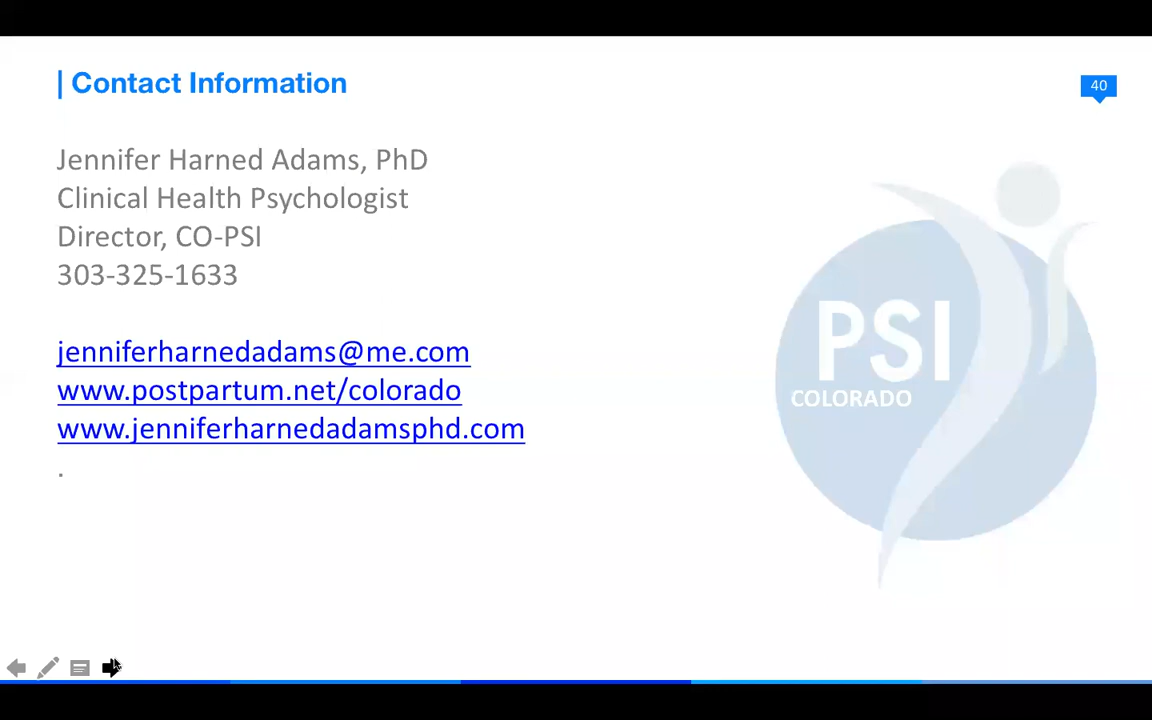 | Contact Information
40
Jennifer Harned Adams, PhD
Clinical Health Psychologist
Director, CO-PSI
303-325-1633
jenniferharnedadams@me.com
www.postpartum.net/colorado
www.jenniferharnedadamsphd.com
.
PSI
COLORADO